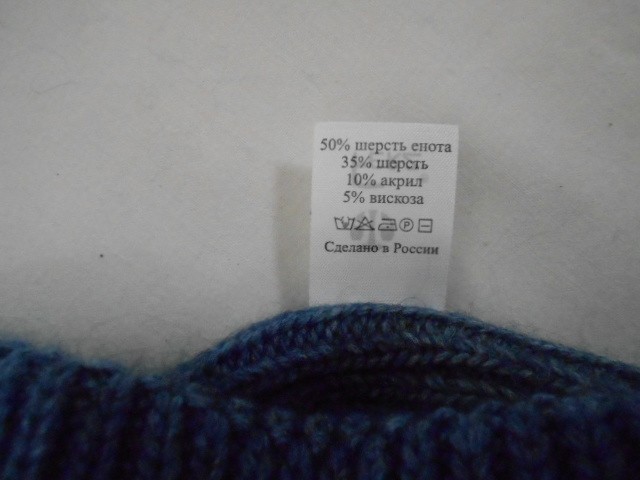 50% шерсть енота
35% шерсть
10% акрил
5% вискоза
Сделано в России